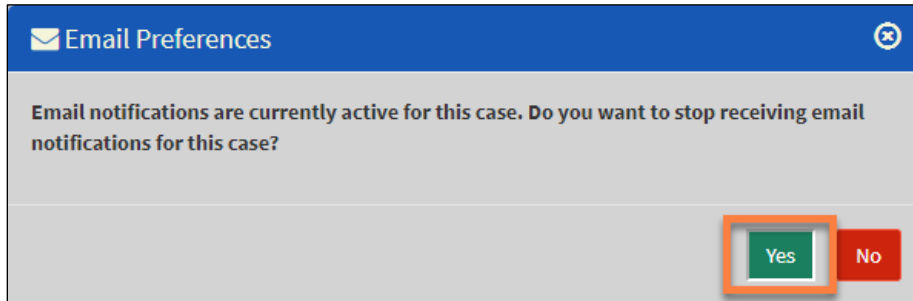 Email Preferences
Email notifications are currently active for this case. Do you want to stop receiving email
notifications for this case?
Yes No